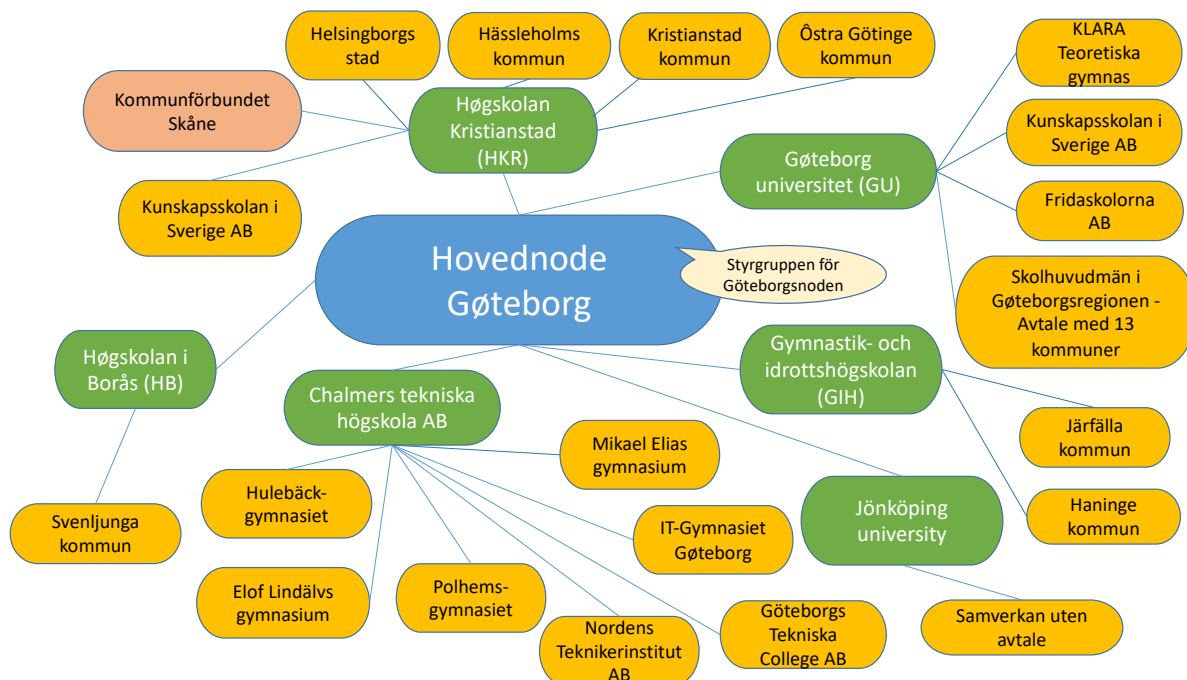 Helsingborgs
stad
Hässleholms
kommun
Kristianstad
kommun
Ôstra Götinge
kommun
KLARA
Teoretiska
gymnas
Kommunförbundet
Skåne
Høgskolan
Kristianstad
(HKR)
Kunskapsskolan i
Sverige AB
Gøteborg
universitet (GU)
Kunskapsskolan i
Sverige AB
Fridaskolorna
AB
Hovednode
Gøteborg
Styrgruppen för
Göteborgsnoden
Skolhuvudmän i
Gøteborgsregionen -
Avtale med 13
kommuner
Høgskolan i
Borås (HB)
Chalmers tekniska
högskola AB
Gymnastik- och
idrottshögskolan
(GIH)
Järfälla
kommun
Mikael Elias
gymnasium
Hulebäck-
gymnasiet
Haninge
kommun
Svenljunga
kommun
IT-Gymnasiet
Gøteborg
Jönköping
university
Elof Lindälvs
gymnasium
Polhems-
gymnasiet
Nordens
Teknikerinstitut
AB
Göteborgs
Tekniska
College AB
Samverkan uten
avtale